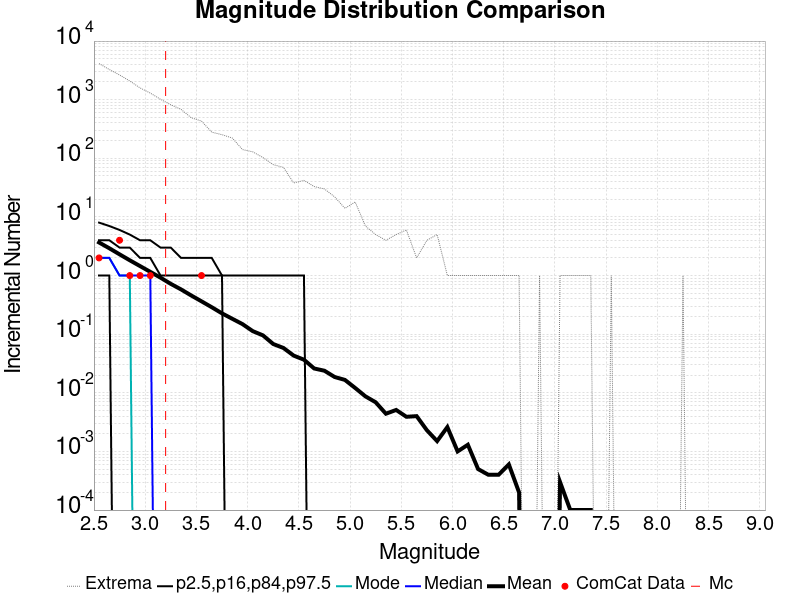 Magnitude Distribution Comparison
10^4
10^3
10^2
10^1
10^0
10^-1
10^-2
10^-3
10^-4
Incremental Number
2.5 3.0 3.5 4.0 4.5 5.0 5.5 6.0 6.5 7.0 7.5 8.0 8.5 9.0
Magnitude
Extrema p2.5,p16,p84,p97.5 Mode Median Mean ComCat Data Mc